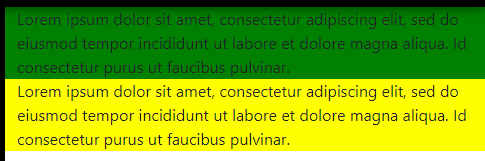 Lorem ipsum dolor sit amet, consectetur adipiscing elit, sed do
eiusmod tempor incididunt ut labore et dolore magna aliqua. Id
consectetur purus ut faucibus pulvinar.
Lorem ipsum dolor sit amet, consectetur adipiscing elit, sed do
eiusmod tempor incididunt ut labore et dolore magna aliqua. Id
consectetur purus ut faucibus pulvinar.